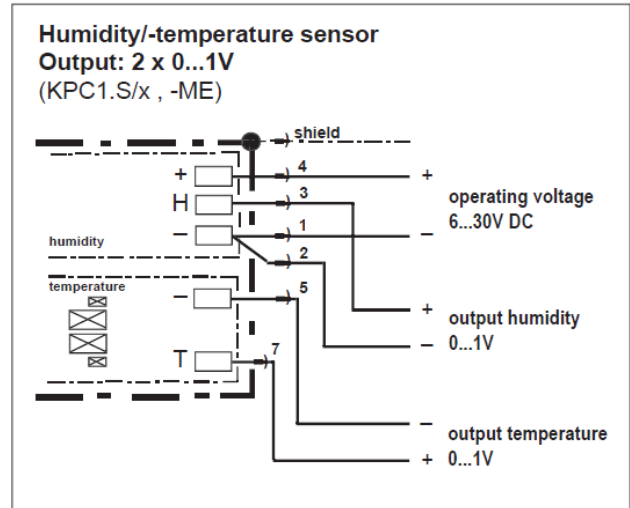 Humidity/-temperature sensor
Output: 2 x 0...1V
(KPC1.S/x , -ME)
shield
+ 4 +
H 3
operating voltage
6...30V DC
− 1 −
humidity
2
temperature
− 5
+ output humidity
− 0...1V
T 7
− output temperature
+ 0...1V